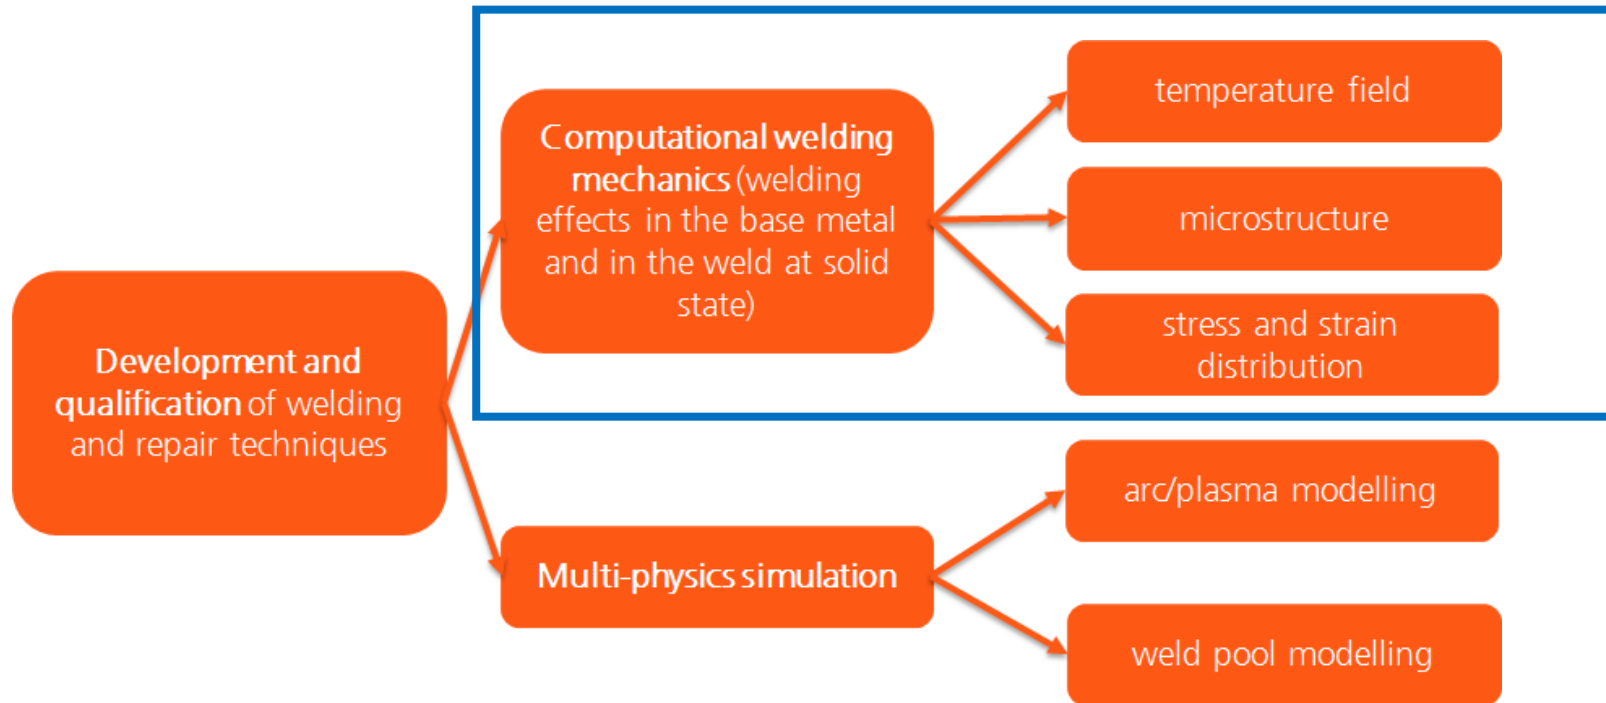 Development and
qualification of welding
and repair techniques
Computational welding
mechanics (welding
effects in the base metal
and in the weld at solid
state)
temperature field
microstructure
stress and strain
distribution
Multi-physics simulation
arc/plasma modelling
weld pool modelling